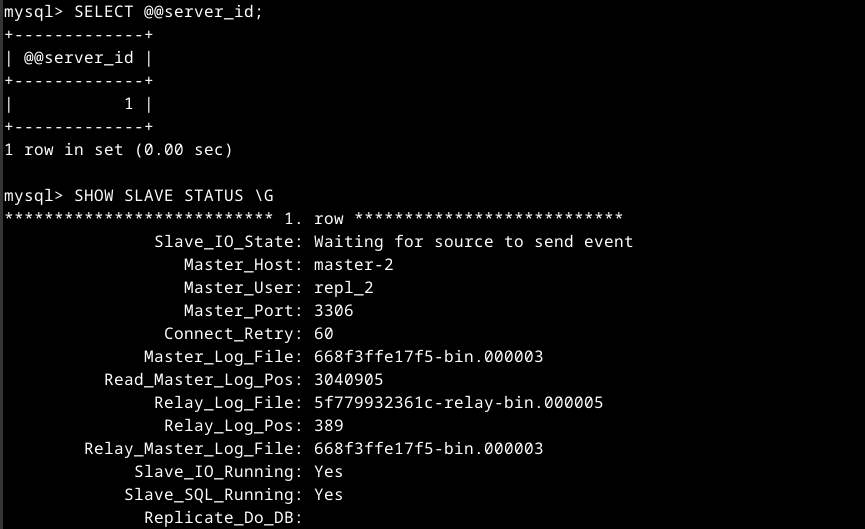 mysql> SELECT @@server_id;
+-------------+
| @@server_id |
+-------------+
|           1 |
+-------------+
1 row in set (0.00 sec)

mysql> SHOW SLAVE STATUS \G
*************************** 1. row ***************************
               Slave_IO_State: Waiting for source to send event
                  Master_Host: master-2
                  Master_User: repl_2
                  Master_Port: 3306
                Connect_Retry: 60
              Master_Log_File: 668f3ffe17f5-bin.000003
          Read_Master_Log_Pos: 3040905
               Relay_Log_File: 5f779932361c-relay-bin.000005
                Relay_Log_Pos: 389
        Relay_Master_Log_File: 668f3ffe17f5-bin.000003
             Slave_IO_Running: Yes
            Slave_SQL_Running: Yes
              Replicate_Do_DB: